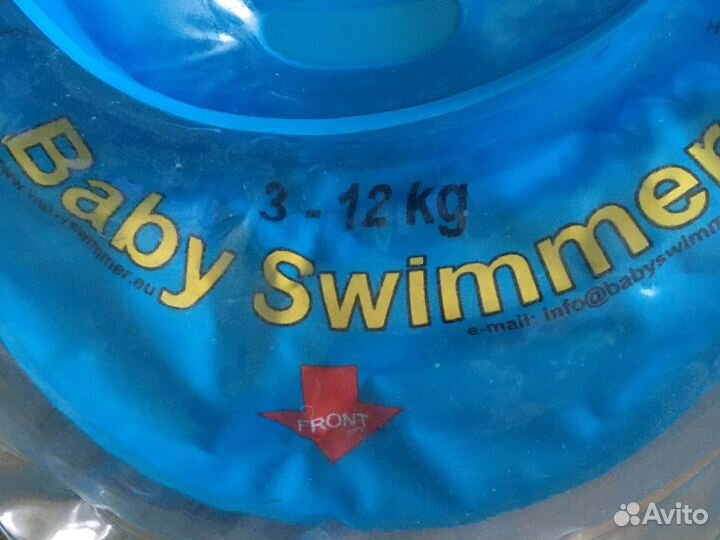 3 - 12 kg
Baby Swimmer
e-mail: info@babyswimm
FRONT
Avito